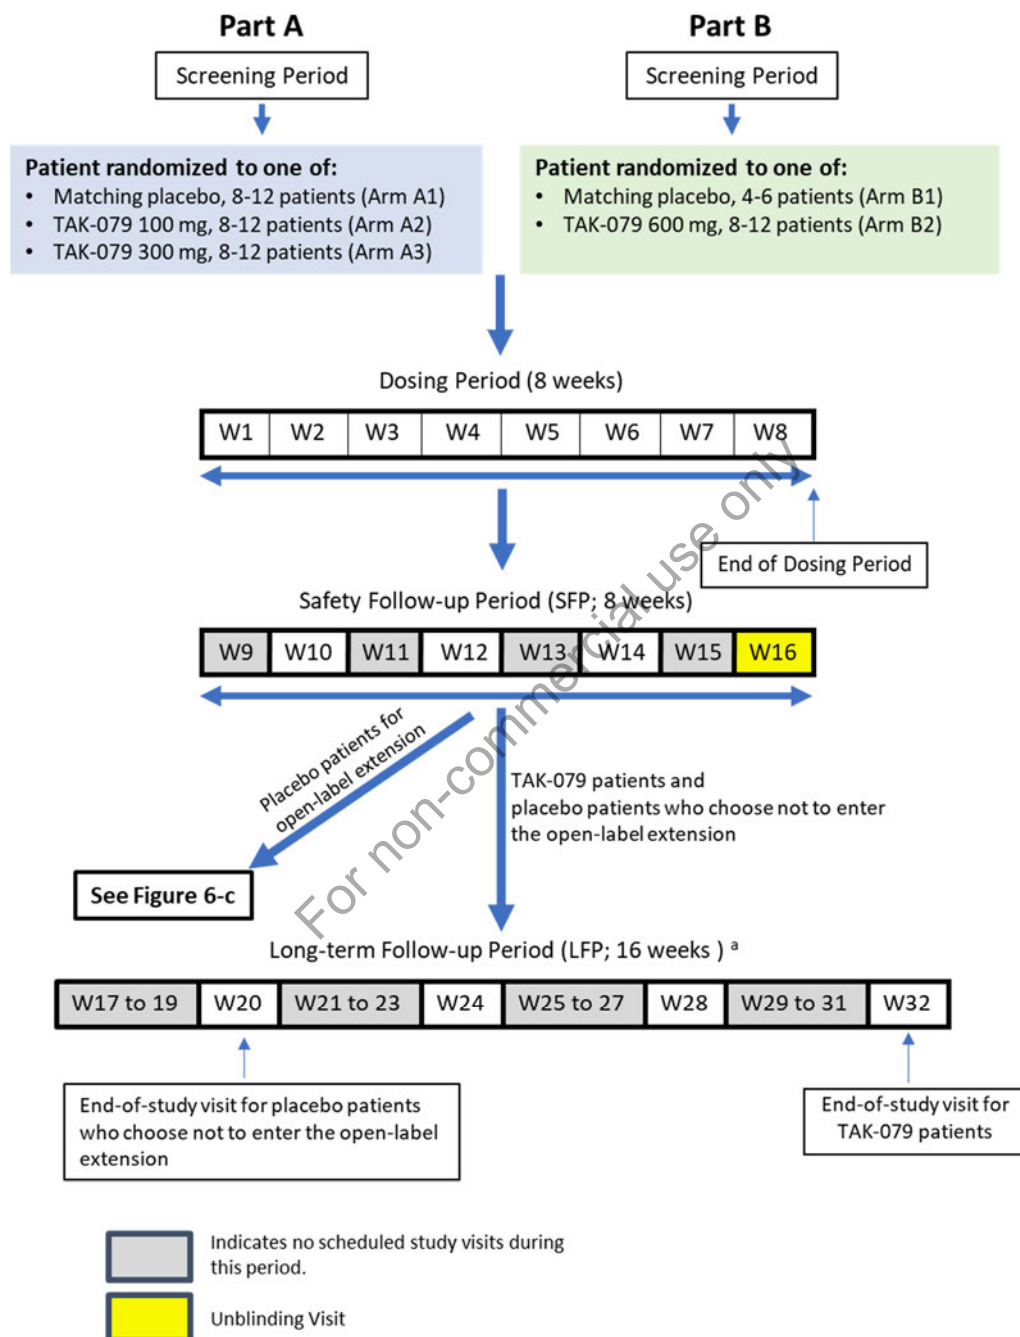 Part A
Part B
Screening Period
Screening Period
Patient randomized to one of:
• Matching placebo, 8-12 patients (Arm A1)
• TAK-079 100 mg, 8-12 patients (Arm A2)
• TAK-079 300 mg, 8-12 patients (Arm A3)
Patient randomized to one of:
• Matching placebo, 4-6 patients (Arm B1)
• TAK-079 600 mg, 8-12 patients (Arm B2)
Dosing Period (8 weeks)
W1 W2 W3 W4 W5 W6 W7 W8
End of Dosing Period
Safety Follow-up Period (SFP; 8 weeks)
W9 W10 W11 W12 W13 W14 W15 W16
Placebo patients for
open-label extension
TAK-079 patients and
placebo patients who choose not to enter
the open-label extension
See Figure 6-c
Long-term Follow-up Period (LFP; 16 weeks ) a
W17 to 19 W20 W21 to 23 W24 W25 to 27 W28 W29 to 31 W32
End-of-study visit for placebo patients
who choose not to enter the open-label
extension
End-of-study visit for
TAK-079 patients
Indicates no scheduled study visits during
this period.
Unblinding Visit
For non-commercial use only